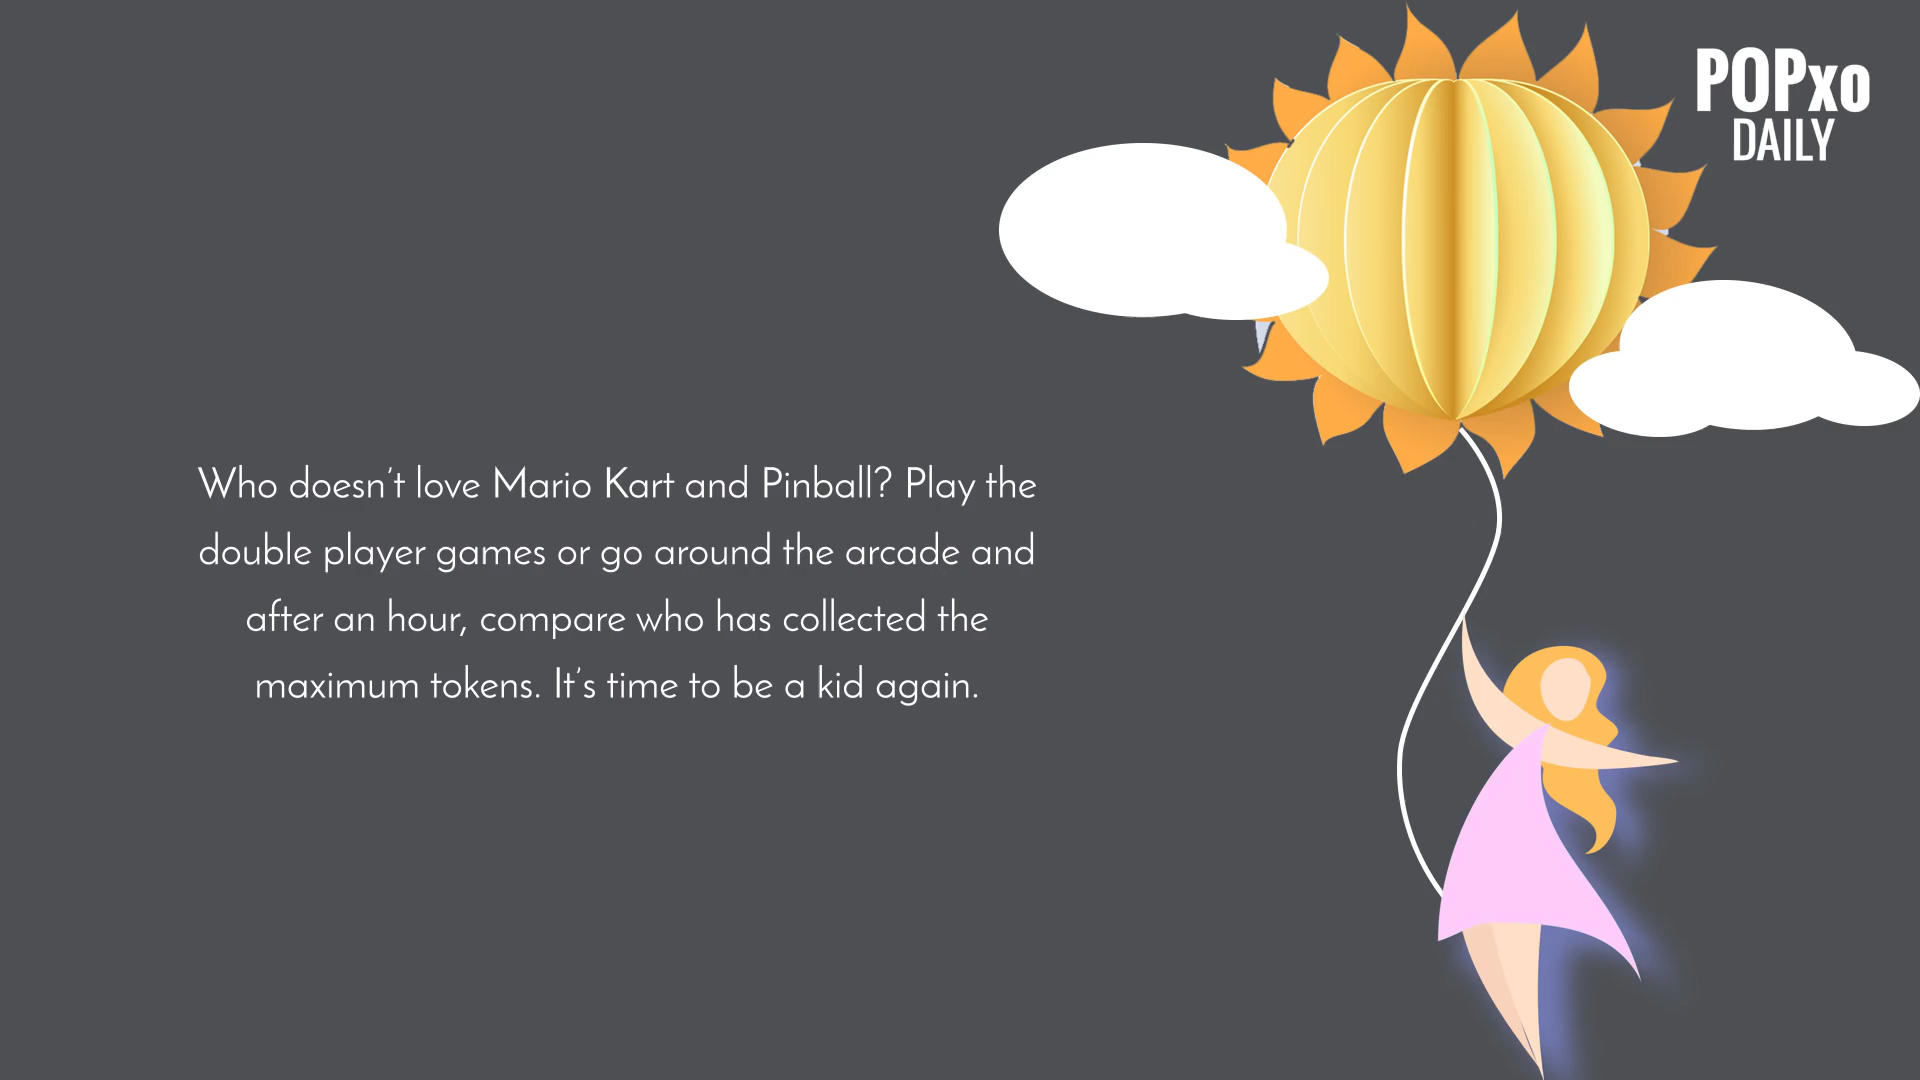 POPxo
DAILY
Who doesn't love Mario Kart and Pinball? Play the
double player games or go around the arcade and
after an hour, compare who has collected the
maximum tokens. It's time to be a kid again.